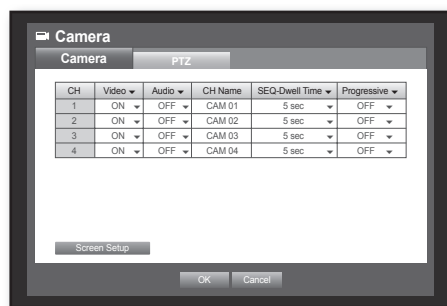 Camera
Camera PTZ
CH Video Audio CH Name SEQ-Dwell Time Progressive
1 ON OFF CAM 01 5 sec OFF
2 ON OFF CAM 02 5 sec OFF
3 ON OFF CAM 03 5 sec OFF
4 ON OFF CAM 04 5 sec OFF
Screen Setup
OK Cancel